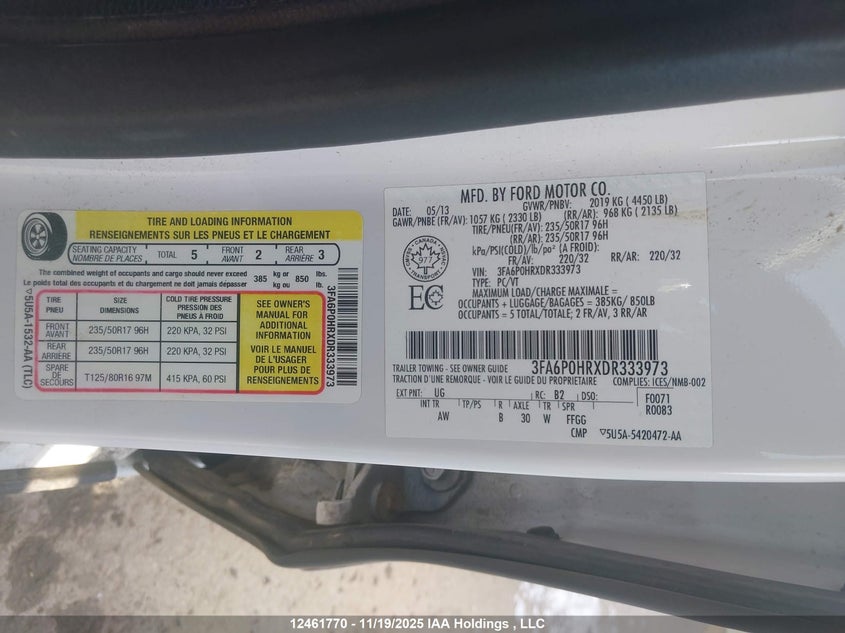 TIRE AND LOADING INFORMATION
RENSEIGNEMENTS SUR LES PNEUS ET LE CHARGEMENT
SEATING CAPACITY
NOMBRE DE PLACES
TOTAL 5
FRONT
AVANT 2
REAR
ARRIÈRE 3
The combined weight of occupants and cargo should never exceed
Le poids total des occupants et du chargement ne doit jamais dépasser
385 kg or
kg ou
850 lbs.
lb.
TIRE
PNEU
SIZE
DIMENSIONS
COLD TIRE PRESSURE
PRESSION DES
PNEUS À FROID
FRONT
AVANT
235/50R17 96H
220 KPA, 32 PSI
REAR
ARRIÈRE
235/50R17 96H
220 KPA, 32 PSI
SPARE
DE
SECOURS
T125/80R16 97M
415 KPA, 60 PSI
SEE OWNER'S
MANUAL FOR
ADDITIONAL
INFORMATION
VOIR LE MANUEL
DE L'USAGER
POUR PLUS DE
RENSEIGNEMENTS
▽5U5A-1532-AA (TLC)
3FA6P0HRXDR333973
MFD. BY FORD MOTOR CO.
DATE: 05/13 GVWR/PNBV: 2019 KG ( 4450 LB)
GAWR/PNBE (FR/AV): 1057 KG ( 2330 LB) (RR/AR): 968 KG ( 2135 LB)
TIRE/PNEU(FR/AV): 235/50R17 96H
(RR/AR): 235/50R17 96H
kPa/PSI(COLD)/lb/po² (A FROID):
FR/AV: 220/32 RR/AR: 220/32
VIN: 3FA6P0HRXDR333973
TYPE: PC/VT
MAXIMUM LOAD/CHARGE MAXIMALE =
OCCUPANTS + LUGGAGE/BAGAGES = 385KG/ 850LB
OCCUPANTS = 5 TOTAL/TOTALE; 2 FR/AV, 3 RR/AR
CANADA
977
TRANSPORT
EC
3FA6P0HRXDR333973
TRAILER TOWING - SEE OWNER GUIDE
TRACTION D'UNE REMORQUE - VOIR LE GUIDE DU PROPRIETAIRE COMPLIES: ICES/NMB-002
EXT PNT: UG RC: B2 DSO: F0071
INT TR TP/PS R AXLE TR SPR R0083
AW B 30 W FFGG
CMP ▽5U5A-5420472-AA
12461770 - 11/19/2025 IAA Holdings , LLC